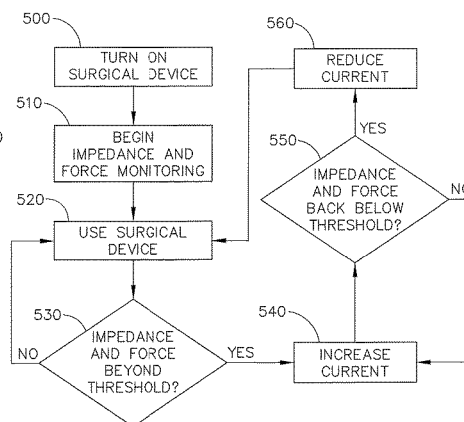 500
TURN ON
SURGICAL DEVICE
510
BEGIN
IMPEDANCE AND
FORCE MONITORING
520
USE SURGICAL
DEVICE
530
IMPEDANCE
AND FORCE
BEYOND
THRESHOLD?
NO
YES
540
INCREASE
CURRENT
550
IMPEDANCE
AND FORCE
BACK BELOW
THRESHOLD?
YES
NO
560
REDUCE
CURRENT